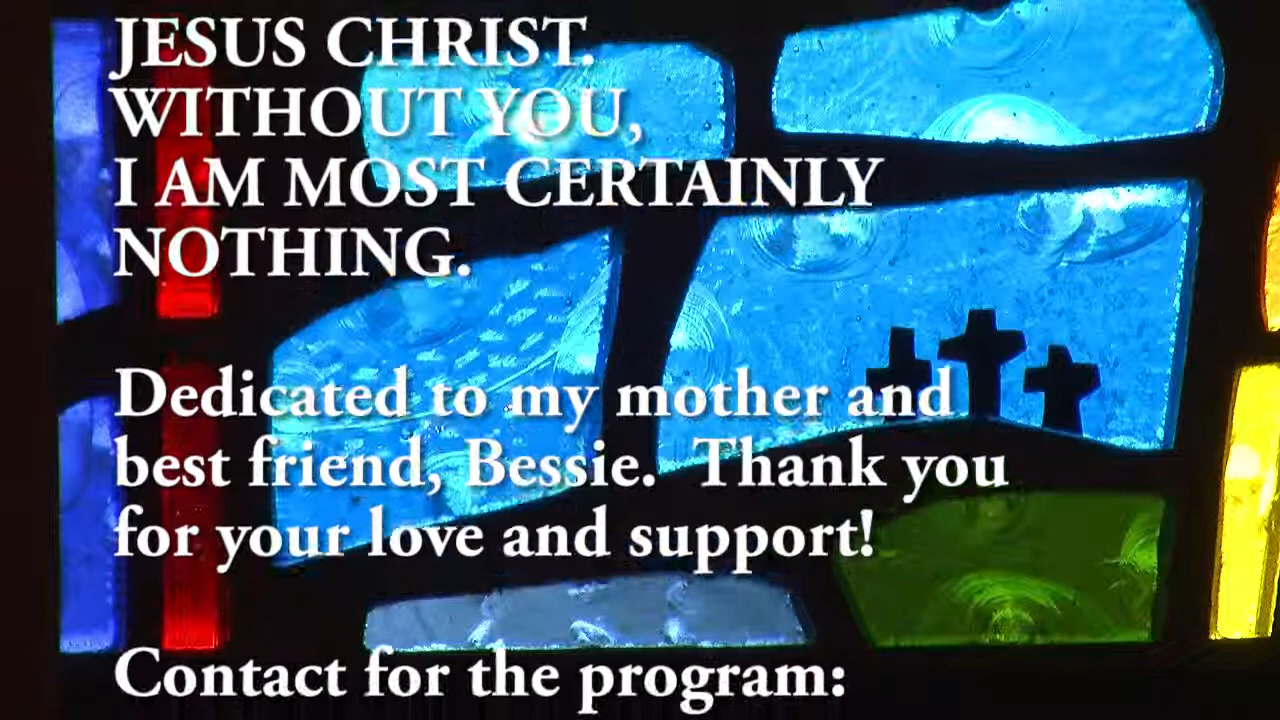 JESUS CHRIST.
WITHOUT YOU,
I AM MOST CERTAINLY
NOTHING.
Dedicated to my mother and
best friend, Bessie.  Thank you
for your love and support!
Contact for the program: